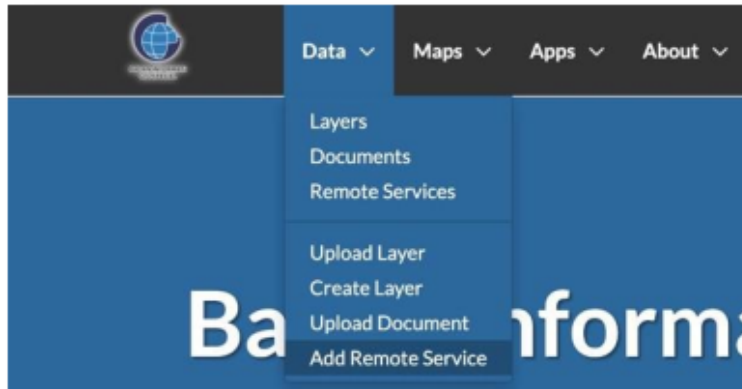 Data Maps Apps About
Layers
Documents
Remote Services
Upload Layer
Create Layer
Upload Document
Add Remote Service
Ba nforma